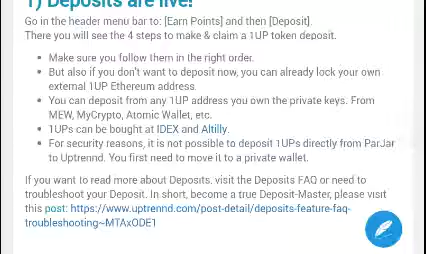 1) Deposits are live!
Go in the header menu bar to: [Earn Points] and then [Deposit].
There you will see the 4 steps to make & claim a 1UP token deposit.
• Make sure you follow them in the right order.
• But also if you don't want to deposit now, you can already lock your own
external 1UP Ethereum address.
• You can deposit from any 1UP address you own the private keys. From
MEW, MyCrypto, Atomic Wallet, etc.
• 1UPs can be bought at IDEX and Altilly.
• For security reasons, it is not possible to deposit 1UPs directly from ParJar
to Uptrennd. You first need to move it to a private wallet.
If you want to read more about Deposits, visit the Deposits FAQ or need to
troubleshoot your Deposit. In short, become a true Deposit-Master, please visit
this post: https://www.uptrennd.com/post-detail/deposits-feature-faq-
troubleshooting~MTAxODE1